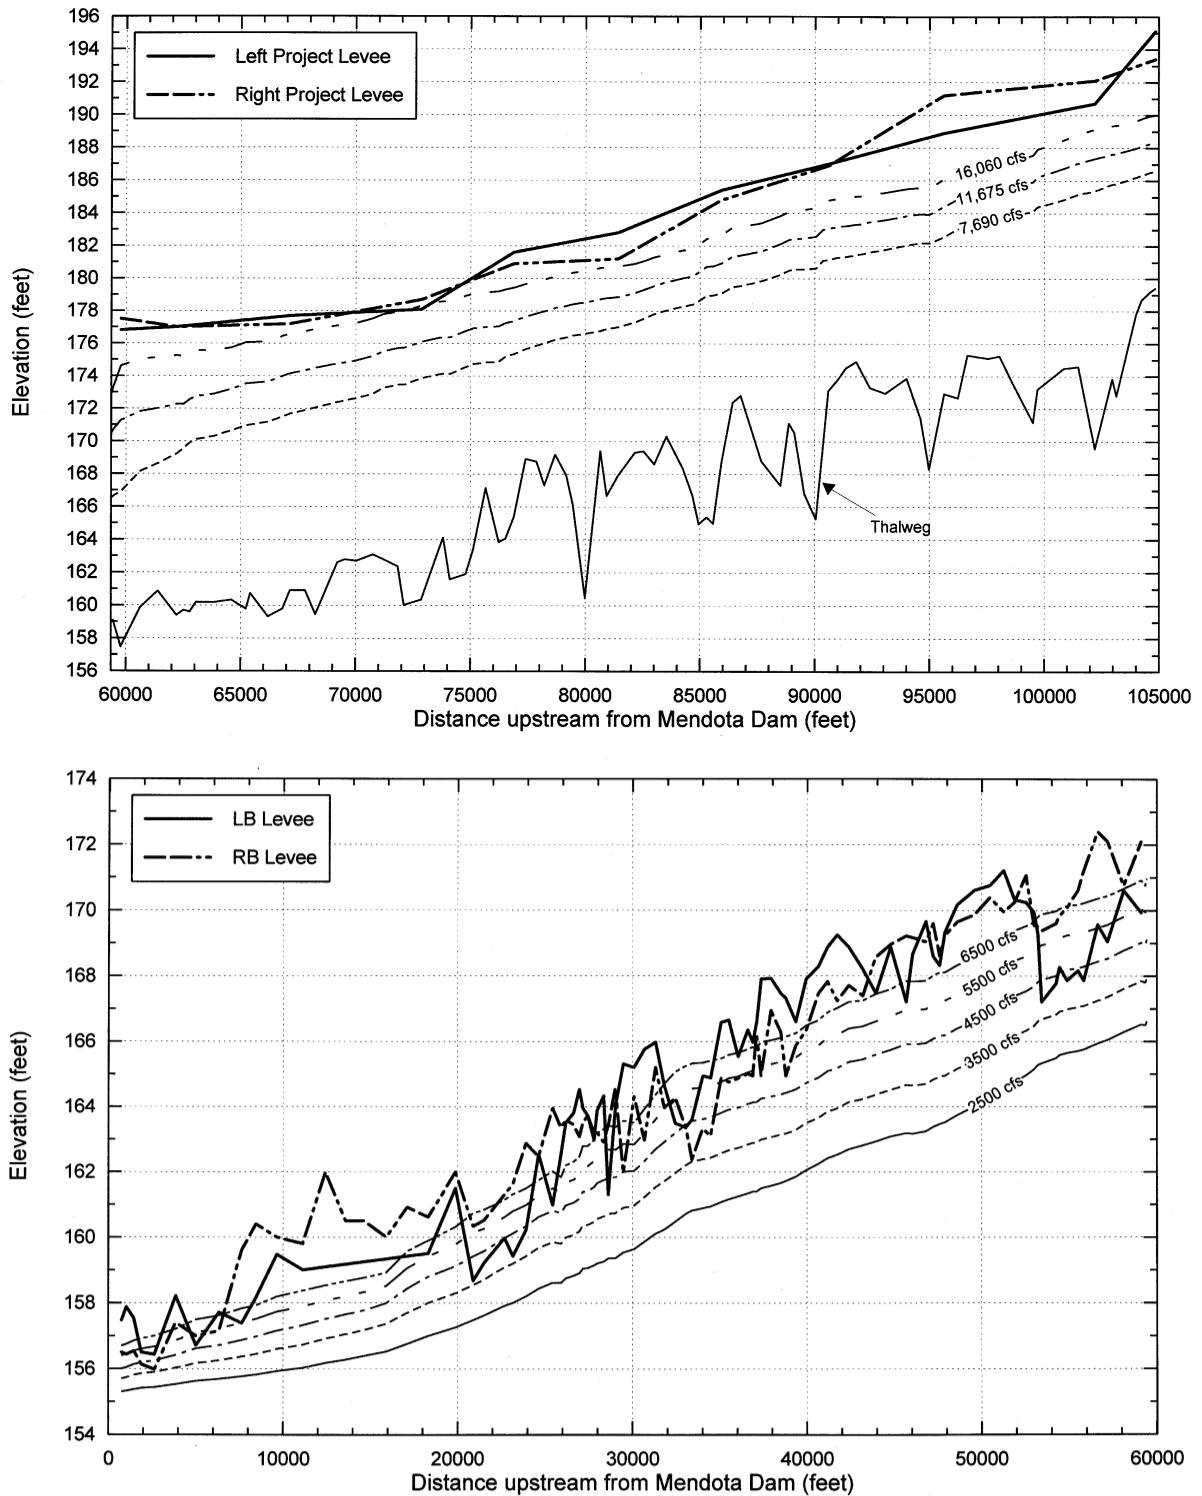 196
194
192
190
188
186
184
182
180
178
176
174
172
170
168
166
164
162
160
158
156
Elevation (feet)
Left Project Levee
Right Project Levee
16,060 cfs
11,675 cfs
7,690 cfs
Thalweg
60000 65000 70000 75000 80000 85000 90000 95000 100000 105000
Distance upstream from Mendota Dam (feet)
174
172
170
168
166
164
162
160
158
156
154
Elevation (feet)
LB Levee
RB Levee
6500 cfs
5500 cfs
4500 cfs
3500 cfs
2500 cfs
0 10000 20000 30000 40000 50000 60000
Distance upstream from Mendota Dam (feet)